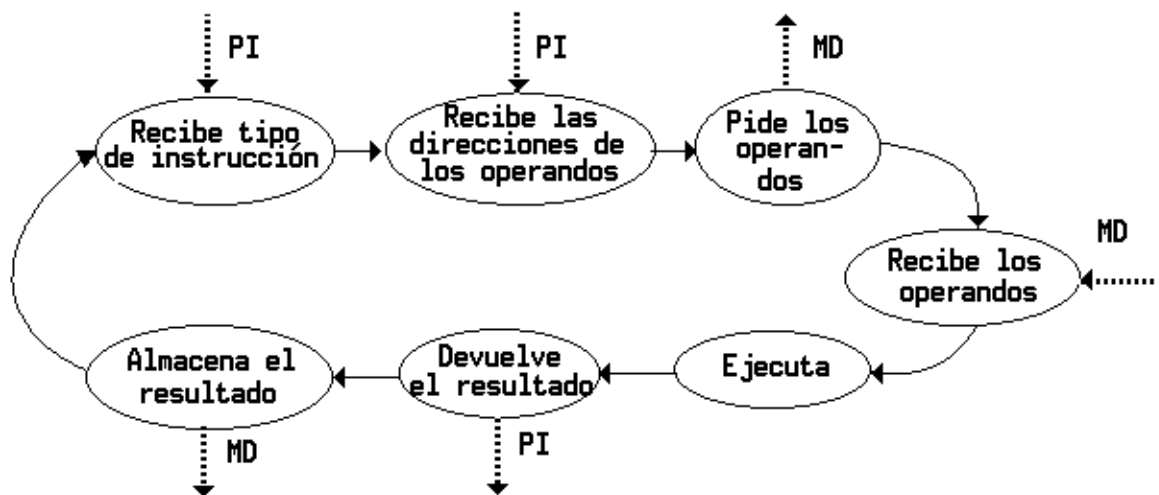 PI
PI
MD
Recibe tipo
de instrucción
Recibe las
direcciones de
los operandos
Pide los
operan-
dos
MD
Recibe los
operandos
Ejecuta
Devuelve
el resultado
PI
Almacena el
resultado
MD